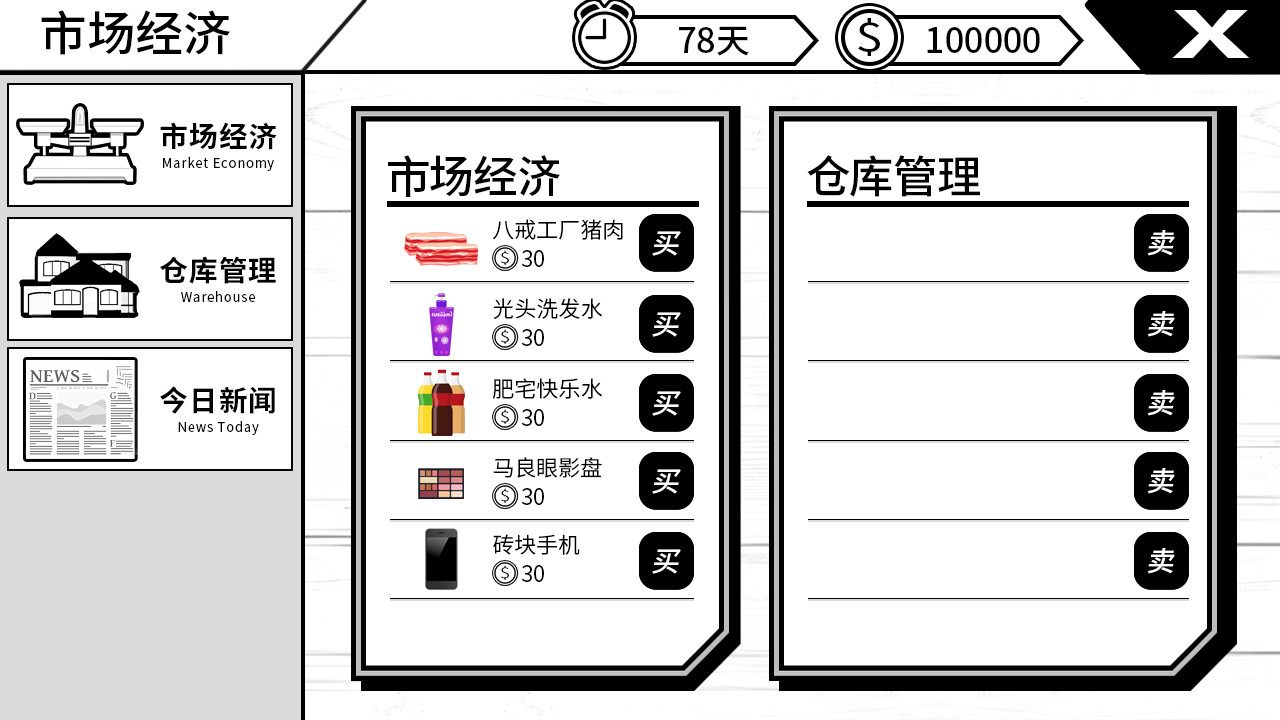 市场经济
78天
$ 100000
X
市场经济
Market Economy
仓库管理
Warehouse
NEWS
D
G
F
今日新闻
News Today
市场经济
八戒工厂猪肉
$ 30
买
光头洗发水
$ 30
买
肥宅快乐水
$ 30
买
马良眼影盘
$ 30
买
砖块手机
$ 30
买
仓库管理
卖
卖
卖
卖
卖